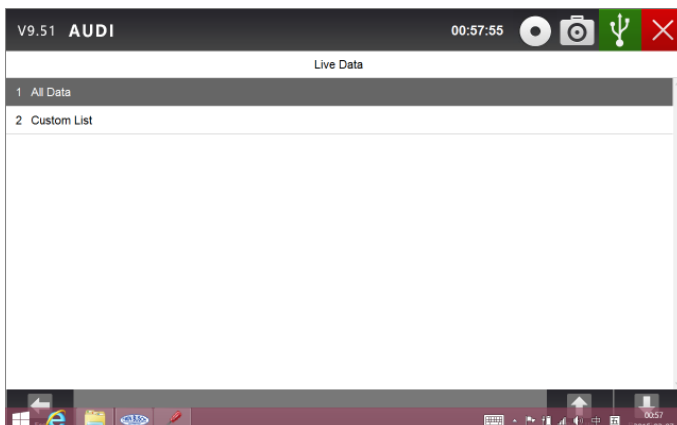 V9.51 AUDI 00:57:55
Live Data
1 All Data
2 Custom List
中
00:57